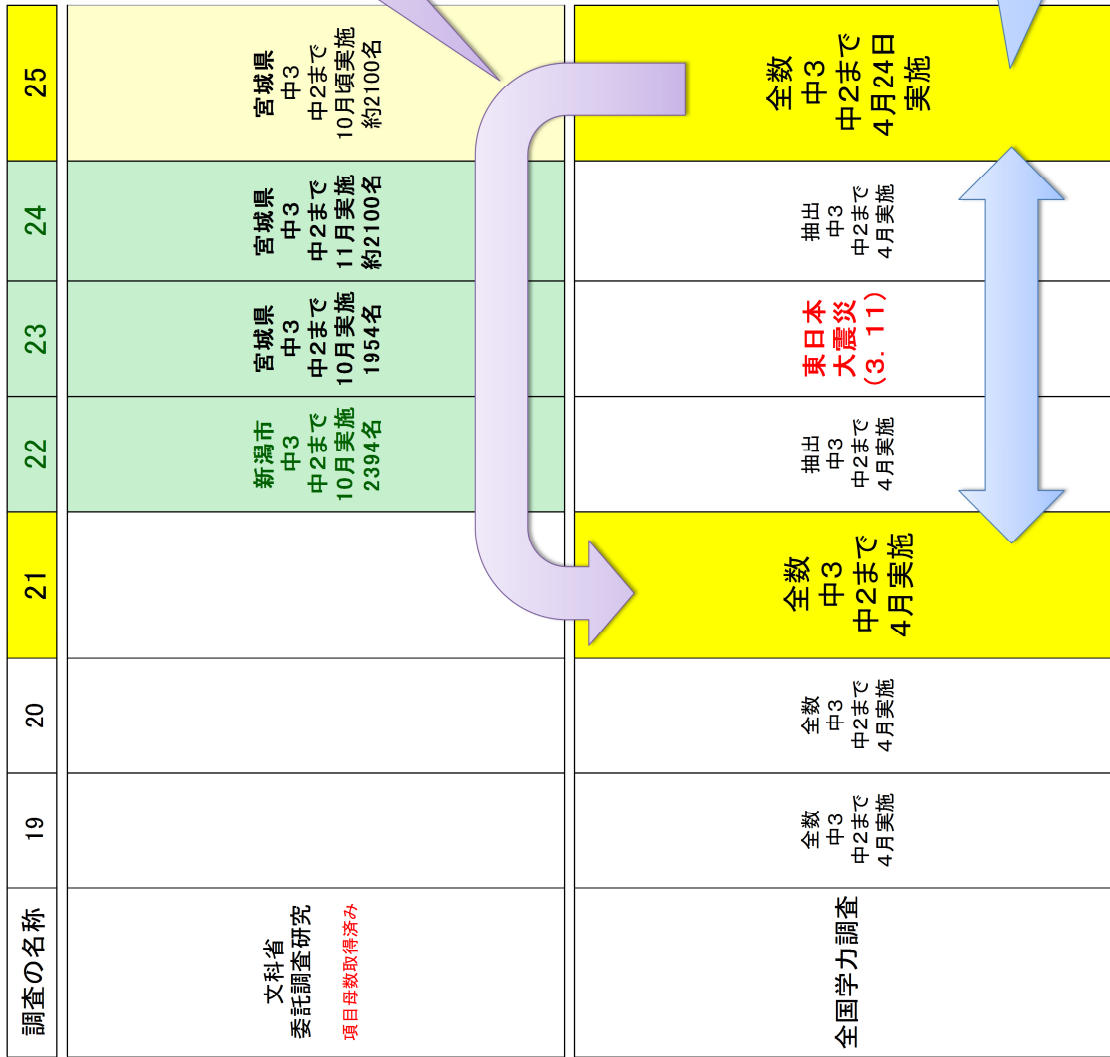 調査の名称
19
20
21
22
23
24
25
文科省
委託調査研究
項目母数取得済み
新潟市
中3
中2まで
10月実施
2394名
宮城県
中3
中2まで
10月実施
1954名
宮城県
中3
中2まで
11月実施
約2100名
宮城県
中3
中2まで
10月頃実施
約2100名
全国学力調査
全数
中3
中2まで
4月実施
全数
中3
中2まで
4月実施
全数
中3
中2まで
4月実施
抽出
中3
中2まで
4月実施
東日本
大震災
(3.11)
抽出
中3
中2まで
4月実施
全数
中3
中2まで
4月24日
実施